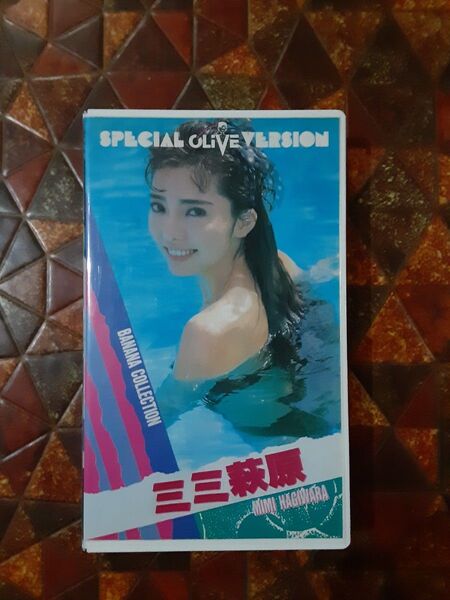 SPECIAL OLiVE VERSION
BANANA COLLECTION
三三萩原
MIMI HAGIWARA